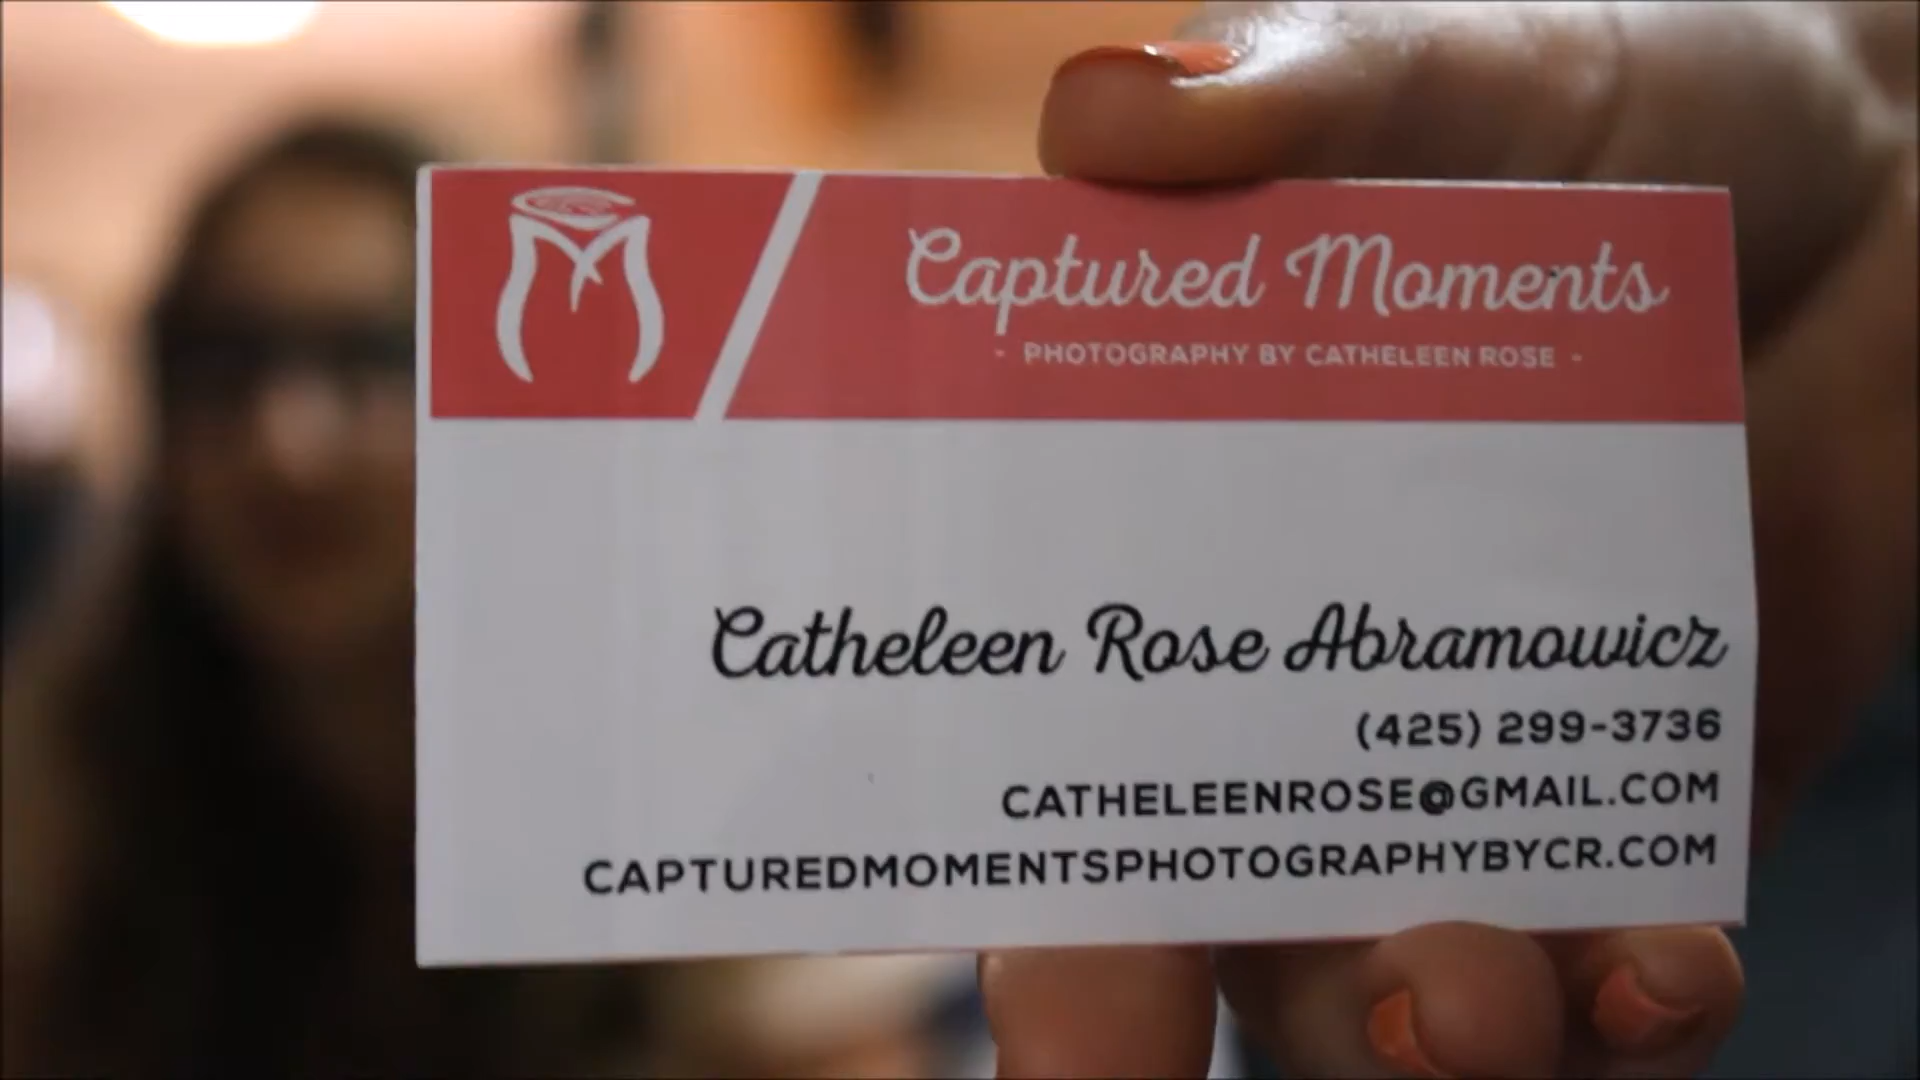 Captured Moments
- PHOTOGRAPHY BY CATHELEEN ROSE -
Catheleen Rose Abramowicz
(425) 299-3736
CATHELEENROSE@GMAIL.COM
CAPTUREDMOMENTSPHOTOGRAPHYBYCR.COM